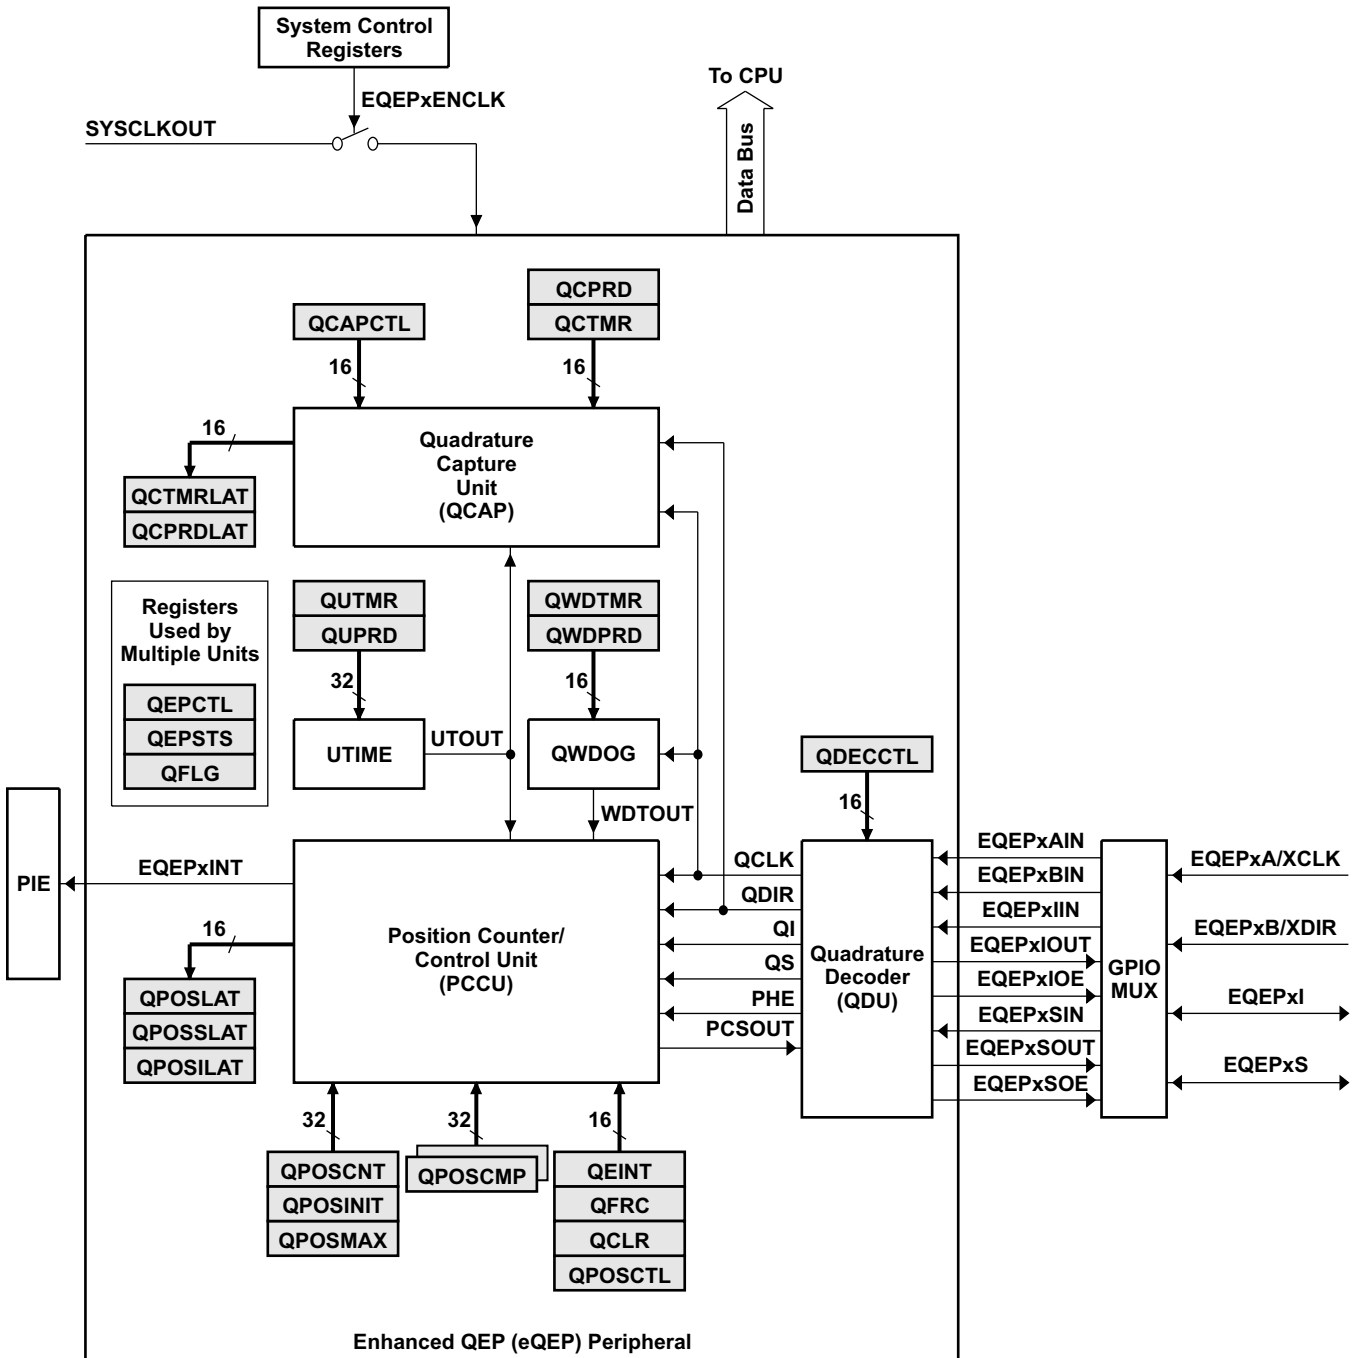 System Control
Registers
To CPU
EQEPxENCLK
SYSCLKOUT
Data Bus
QCPRD
QCAPCTL
QCTMR
16
16
16
Quadrature
Capture
Unit
(QCAP)
QCTMRLAT
QCPRDLAT
Registers
Used by
Multiple Units
QEPCTL
QEPSTS
QFLG
QUTMR
QUPRD
QWDTMR
QWDPRD
32
16
UTIME
UTOUT
QWDOG
WDTOUT
QDECCTL
16
PIE
EQEPxINT
16
Position Counter/
Control Unit
(PCCU)
QCLK
QDIR
QI
QS
PHE
PCSOUT
Quadrature
Decoder
(QDU)
EQEPxAIN
EQEPxBIN
EQEPxIIN
EQEPxIOUT
EQEPxIOE
EQEPxSIN
EQEPxSOUT
EQEPxSOE
GPIO
MUX
EQEPxA/XCLK
EQEPxB/XDIR
EQEPxI
EQEPxS
QPOSLAT
QPOSSLAT
QPOSILAT
32
32
16
QPOSCNT
QPOSINIT
QPOSMAX
QPOSCMP
QEINT
QFRC
QCLR
QPOSCTL
Enhanced QEP (eQEP) Peripheral